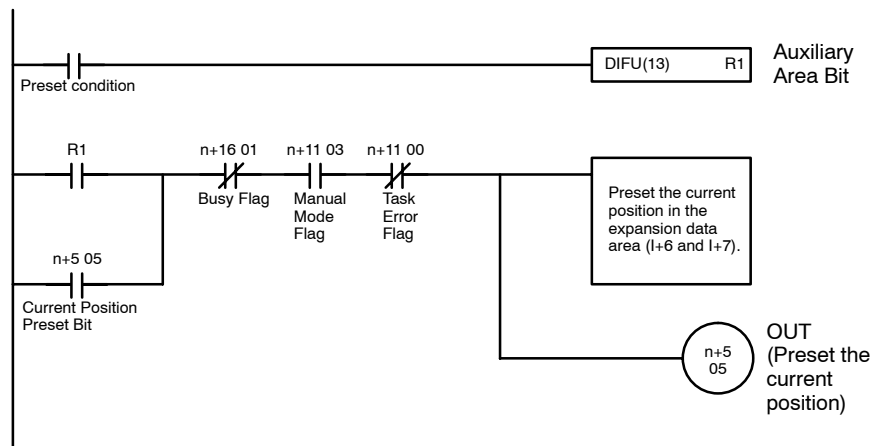 DIFU(13) R1
Auxiliary
Area Bit
Preset condition
R1
n+16 01
n+11 03
n+11 00
Busy Flag
Manual
Mode
Flag
Task
Error
Flag
Preset the current
position in the
expansion data
area (I+6 and I+7).
n+5 05
Current Position
Preset Bit
n+5
05
OUT
(Preset the
current
position)